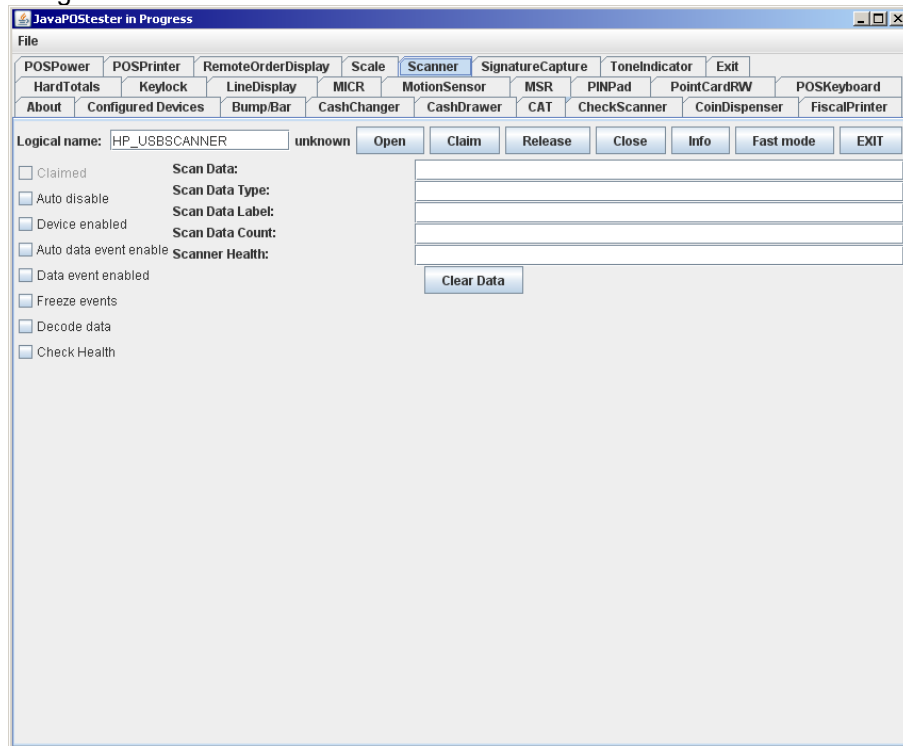 JavaPOStester in Progress
File
POSPower POSPrinter RemoteOrderDisplay Scale Scanner SignatureCapture ToneIndicator Exit
HardTotals Keylock LineDisplay MICR MotionSensor MSR PINPad PointCardRW POSKeyboard
About Configured Devices Bump/Bar CashChanger CashDrawer CAT CheckScanner CoinDispenser FiscalPrinter
Logical name: HP_USBSCANNER unknown Open Claim Release Close Info Fast mode EXIT
Claimed Scan Data:
Auto disable Scan Data Type:
Scan Data Label:
Device enabled Scan Data Count:
Auto data event enable Scanner Health:
Data event enabled Clear Data
Freeze events
Decode data
Check Health